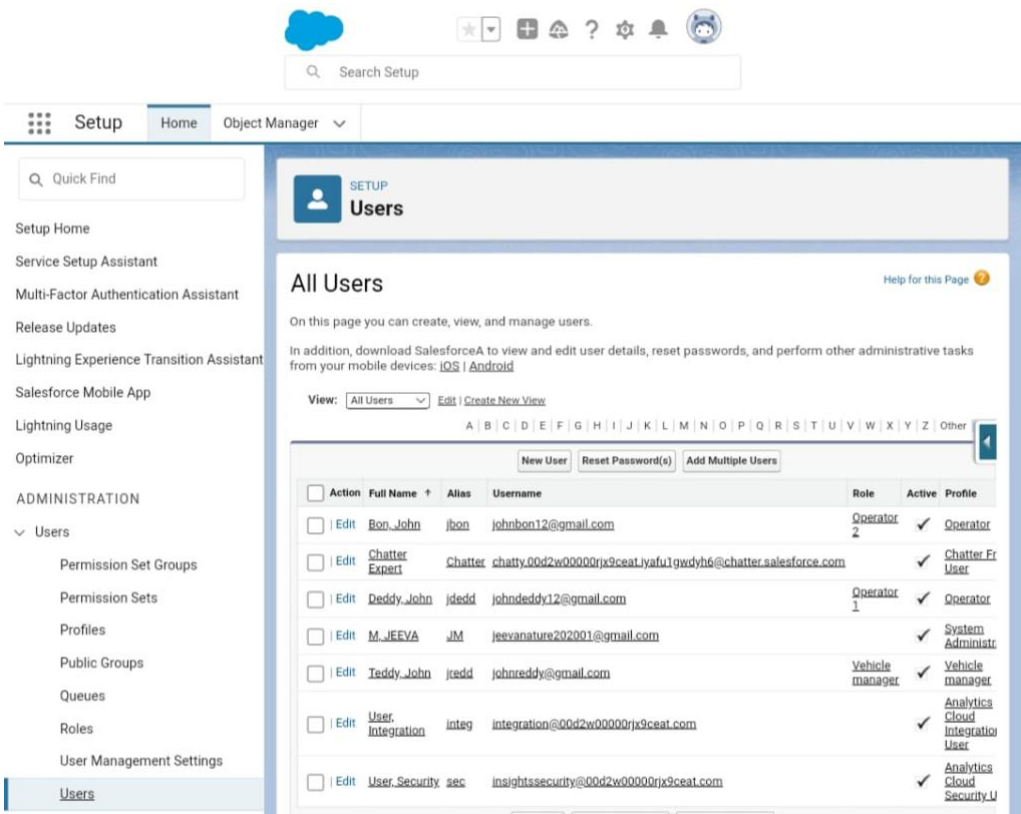 Search Setup
Setup Home Object Manager
Quick Find
Setup Home
Service Setup Assistant
Multi-Factor Authentication Assistant
Release Updates
Lightning Experience Transition Assistant
Salesforce Mobile App
Lightning Usage
Optimizer
ADMINISTRATION
Users
Permission Set Groups
Permission Sets
Profiles
Public Groups
Queues
Roles
User Management Settings
Users
SETUP
Users
All Users
Help for this Page ?
On this page you can create, view, and manage users.
In addition, download SalesforceA to view and edit user details, reset passwords, and perform other administrative tasks
from your mobile devices: iOS | Android
View: All Users Edit | Create New View
A | B | C | D | E | F | G | H | I | J | K | L | M | N | O | P | Q | R | S | T | U | V | W | X | Y | Z | Other
New User Reset Password(s) Add Multiple Users
Action Full Name ↑ Alias Username Role Active Profile
| Edit Bon, John jbon johnbon12@gmail.com Operator 2 ✓ Operator
| Edit Chatter Expert Chatter chatty.00d2w00000rjx9ceat.iyafu1gwdyh6@chatter.salesforce.com ✓ Chatter Fr User
| Edit Deddy, John jdedd johndeddy12@gmail.com Operator 1 ✓ Operator
| Edit M, JEEVA JM jeevanature202001@gmail.com ✓ System Administr
| Edit Teddy, John jredd johnreddy@gmail.com Vehicle manager ✓ Vehicle manager
| Edit User, Integration integ integration@00d2w00000rjx9ceat.com ✓ Analytics Cloud Integration User
| Edit User, Security sec insightssecurity@00d2w00000rjx9ceat.com ✓ Analytics Cloud Security U